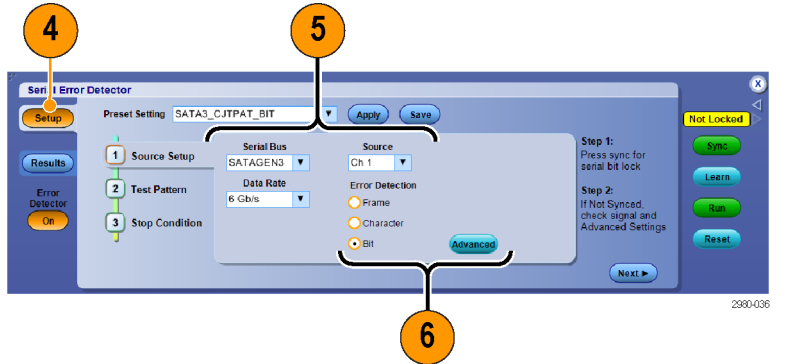 4
5
Serial Error Detector
X
Setup
Preset Setting
SATA3_CJTPAT_BIT
Apply
Save
Not Locked
Results
Error
Detector
On
1 Source Setup
2 Test Pattern
3 Stop Condition
Serial Bus
SATAGEN3
Data Rate
6 Gb/s
Source
Ch 1
Error Detection
Frame
Character
Bit
Advanced
Step 1:
Press sync for
serial bit lock
Step 2:
If Not Synced,
check signal and
Advanced Settings
Next
Sync
Learn
Run
Reset
2980-036
6